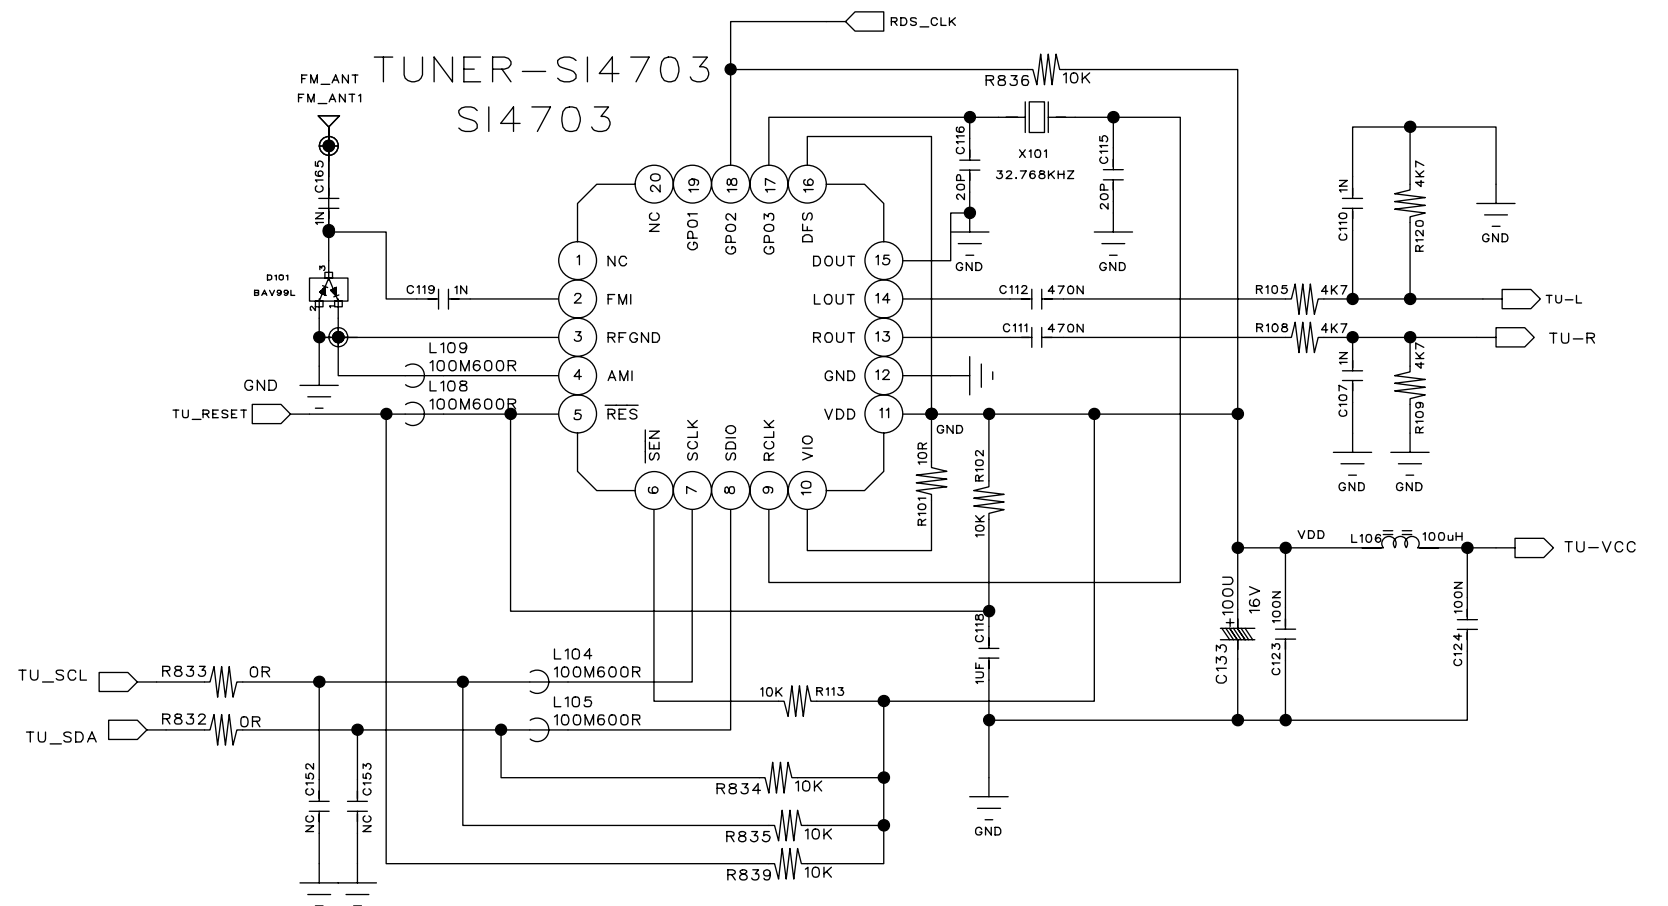 RDS_CLK
FM_ANT
FM_ANT1
TUNER-SI4703
SI4703
R836
10K
C165
1N
C116
20P
X101
32.768KHZ
C115
20P
C110
1N
R120
4K7
GND
GND
GND
20
19
18
17
16
NC
GPO1
GPO2
GPO3
DFS
1
NC
DOUT
15
D101
BAV99L
3
2
1
C119
1N
2
FMI
LOUT
14
C112
470N
R105
4K7
TU-L
3
RFGND
ROUT
13
C111
470N
R108
4K7
TU-R
L109
100M600R
GND
4
AMI
GND
12
L108
100M600R
TU_RESET
5
RES
VDD
11
GND
C107
1N
R109
4K7
GND
GND
SEN
SCLK
SDIO
RCLK
VIO
6
7
8
9
10
R101
10R
R102
10K
VDD
L106
100uH
TU-VCC
C133
+100U
16V
C123
100N
C124
100N
C118
1UF
TU_SCL
R833
0R
L104
100M600R
TU_SDA
R832
0R
L105
100M600R
10K
R113
C152
NC
C153
NC
R834
10K
R835
10K
R839
10K
GND